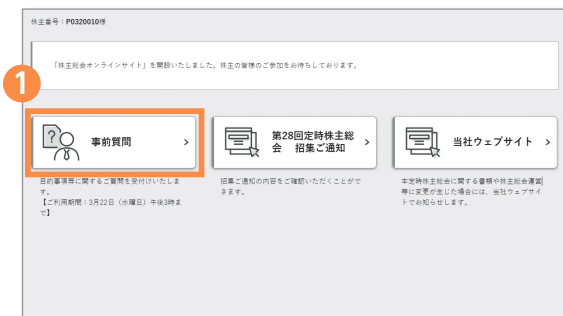 株主番号：P0320010様
「株主総会オンラインサイト」を開設いたしました。株主の皆様のご参加をお待ちしております。
1
事前質問
目的事項等に関するご質問を受付けいたしま
す。
【ご利用期間：3月22日（水曜日）午後3時ま
で】
第28回定時株主総
会　招集ご通知
招集ご通知の内容をご確認いただくことがで
きます。
当社ウェブサイト
本定時株主総会に関する書類や株主総会運営
等に変更が生じた場合には、当社ウェブサイ
トでお知らせします。